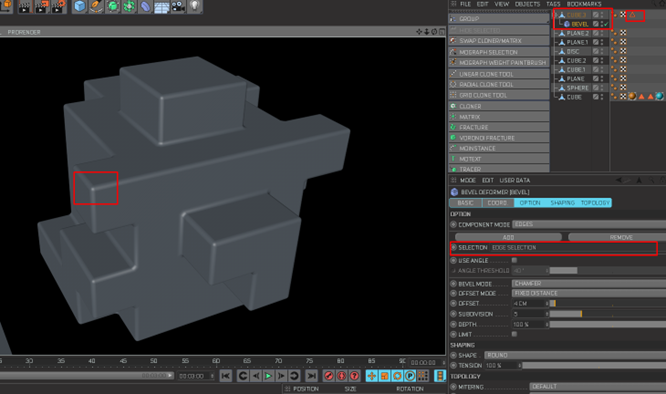 FILE EDIT VIEW OBJECTS TAGS BOOKMARKS
PRORENDER
GROUP
SWAP CLONER/MATRIX
MOGRAPH SELECTION
MOGRAPH WEIGHT PAINTBRUSH
LINEAR CLONE TOOL
RADIAL CLONE TOOL
GRID CLONE TOOL
CLONER
MATRIX
FRACTURE
VORONOI FRACTURE
MOINSTANCE
MOTEXT
TRACER
CUBE.3
BEVEL
PLANE.2
PLANE.1
DISC
CUBE.2
CUBE.1
PLANE
SPHERE
CUBE
MODE EDIT USER DATA
BEVEL DEFORMER [BEVEL]
BASIC COORD. OPTION SHAPING TOPOLOGY
OPTION
COMPONENT MODE EDGES
ADD REMOVE
SELECTION EDGE SELECTION
USE ANGLE
ANGLE THRESHOLD 40°
BEVEL MODE CHAMFER
OFFSET MODE FIXED DISTANCE
OFFSET 4 CM
SUBDIVISION 5
DEPTH 100 %
LIMIT
SHAPING
SHAPE ROUND
TENSION 100 %
TOPOLOGY
MITERING DEFAULT
30 35 40 45 50 55 60 65 70 75 80 85 90
00:00:00
00:00
POSITION SIZE ROTATION